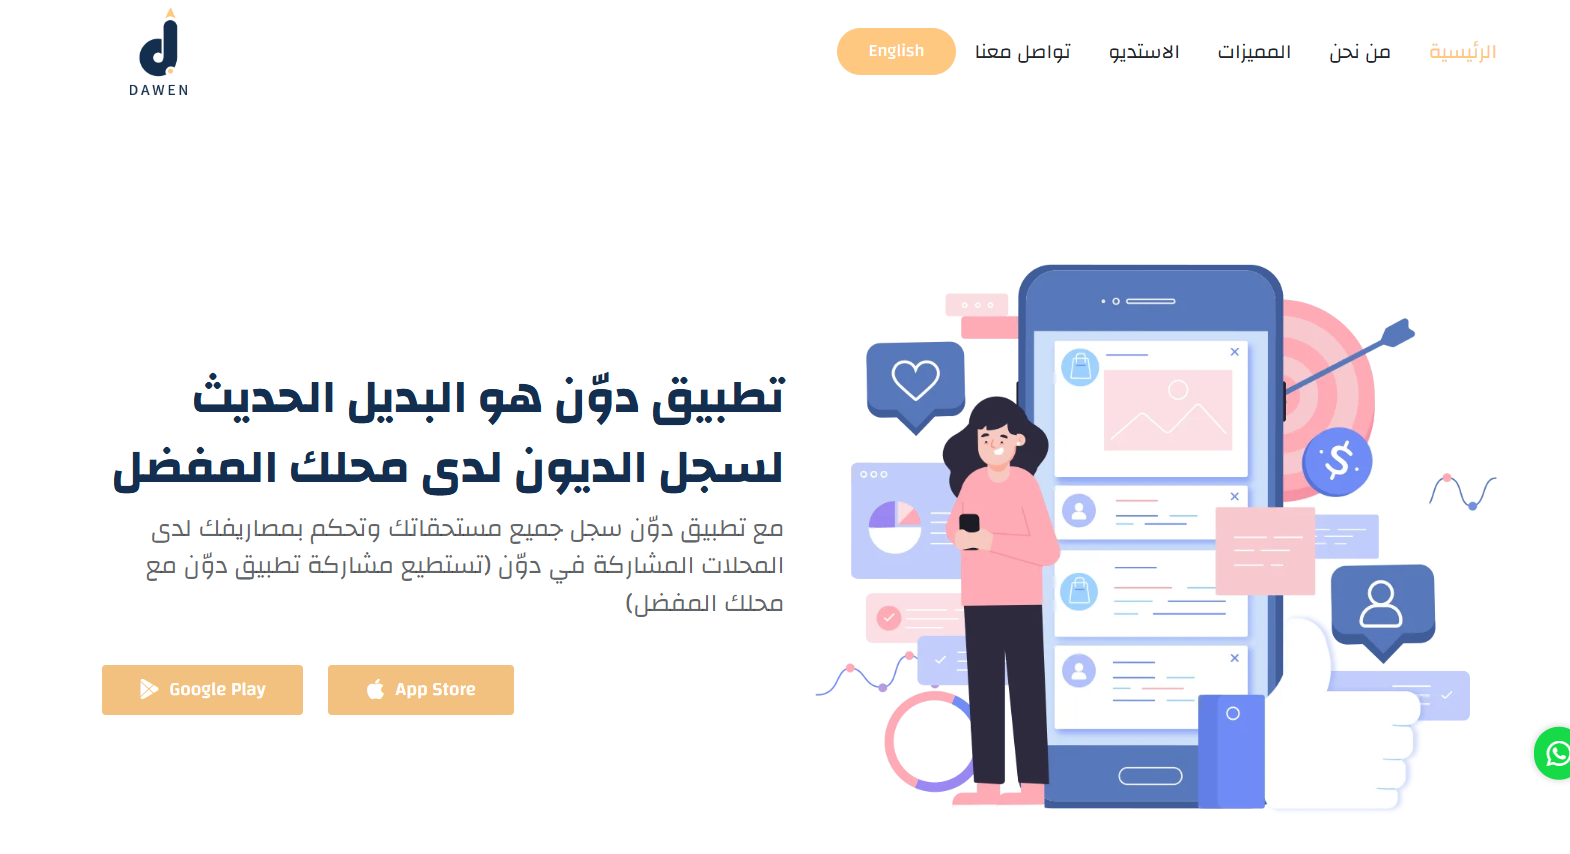 الرئيسية
من نحن
المميزات
الاستديو
تواصل معنا
English
DAWEN
تطبيق دوّن هو البديل الحديث
لسجل الديون لدى محلك المفضل
مع تطبيق دوّن سجل جميع مستحقاتك وتحكم بمصاريفك لدى
المحلات المشاركة في دوّن (تستطيع مشاركة تطبيق دوّن مع
محلك المفضل)
App Store
Google Play
$